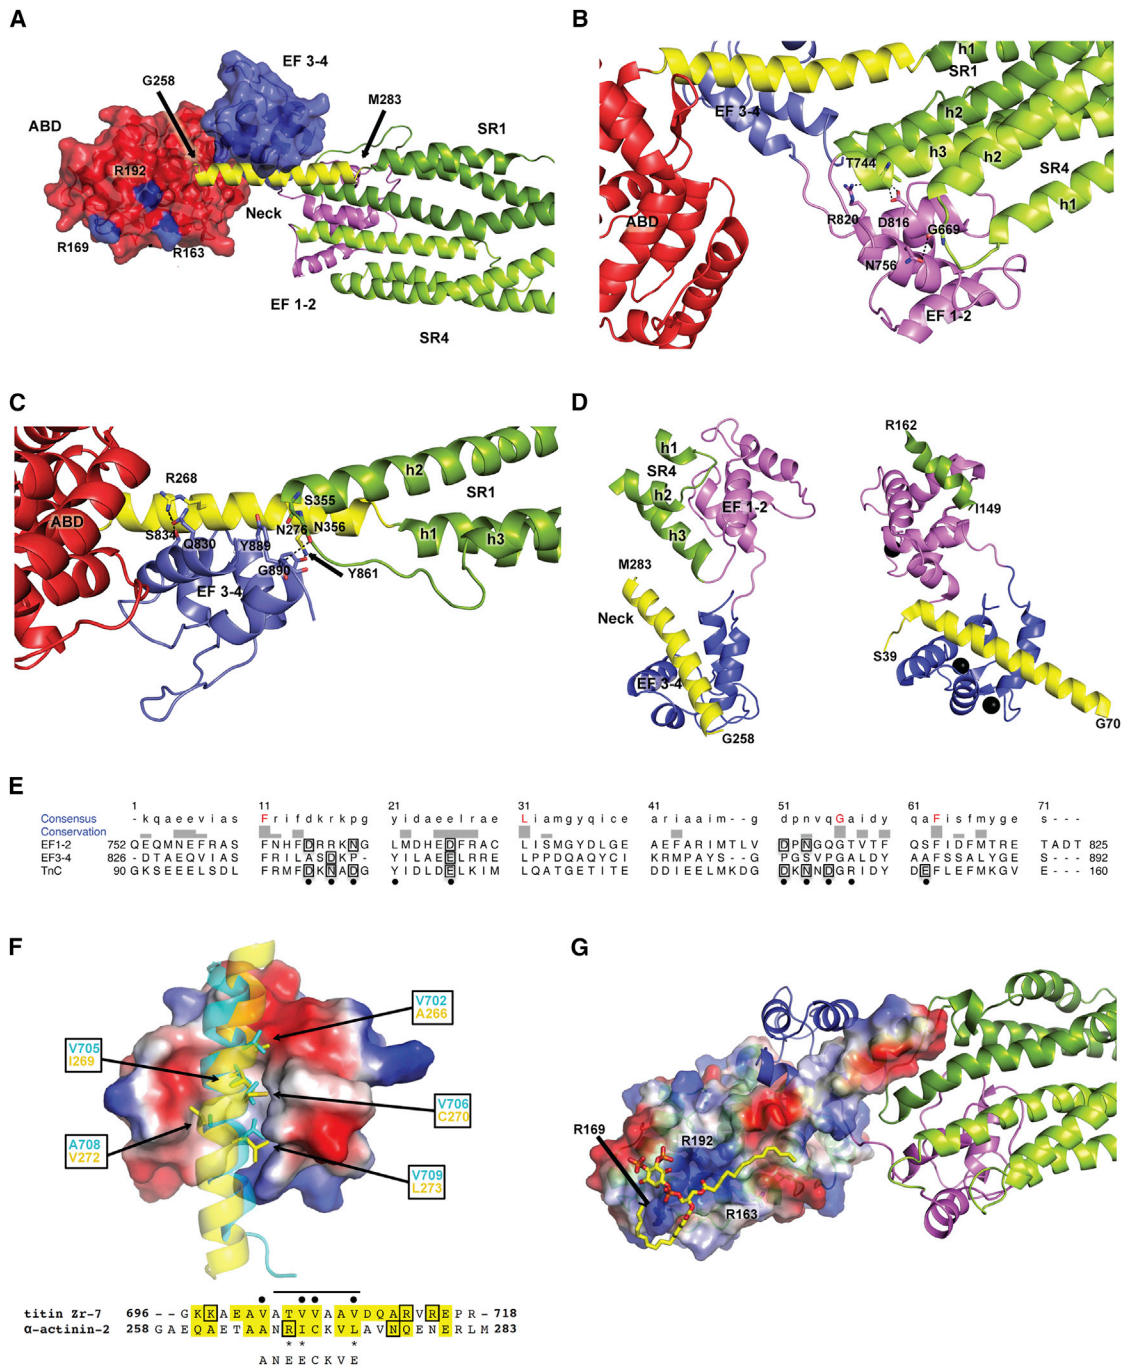 A
G258
EF 3-4
M283
ABD
R192
SR1
Neck
R169
R163
EF 1-2
SR4
B
h1
SR1
EF 3-4
h2
T744
h3
h2
SR4
R820
D816
h1
ABD
G669
N756
EF 1-2
C
R268
h2
S355
SR1
ABD
N276
N356
S834
Q830
Y889
h1
h3
G890
Y861
EF 3-4
D
h1
SR4
h2
EF 1-2
h3
M283
Neck
EF 3-4
G258
R162
I149
S39
G70
E
1 11 21 31 41 51 61 71
Consensus - k q a e e v i a s F r i f d r k p g y i d a e e l r a e L i a m g y q i c e a r i a a i m - g d p n v q G a i d y q a F i s f m y g e s - - -
Conservation
EF1-2 752 Q E Q M N E F R A S F N H F D R R K N G L M D H E D F R A C L I S M G Y D L G E A E F A R I M T L V D P N G Q G T V T F Q S F I D F M T R E T A D T 825
EF3-4 826 - D T A E Q V I A S F R I L A S D K P - Y I L A E E L R R E L P P D Q A Q Y C I K R M P A Y S - G P G S V P G A L D Y A A F S S A L Y G E S - - - 892
TnC 90 G K S E E E L S D L F R M F D K N A D G Y I D L D E L K I M L Q A T G E T I T E D D I E E L M K D G D K N N D G R I D Y D E F L E F M K G V E - - - 160
F
V702
A266
V705
I269
V706
C270
A708
V272
V709
L273
titin Zr-7 696 - - G K K A E A V A T V V A A V D Q A R V R E P R - 718
α-actinin-2 258 G A E Q A E T A A N R I C K V L A V N Q E N E R L M 283
* * *
A N E E C K V E
G
R169
R192
R163